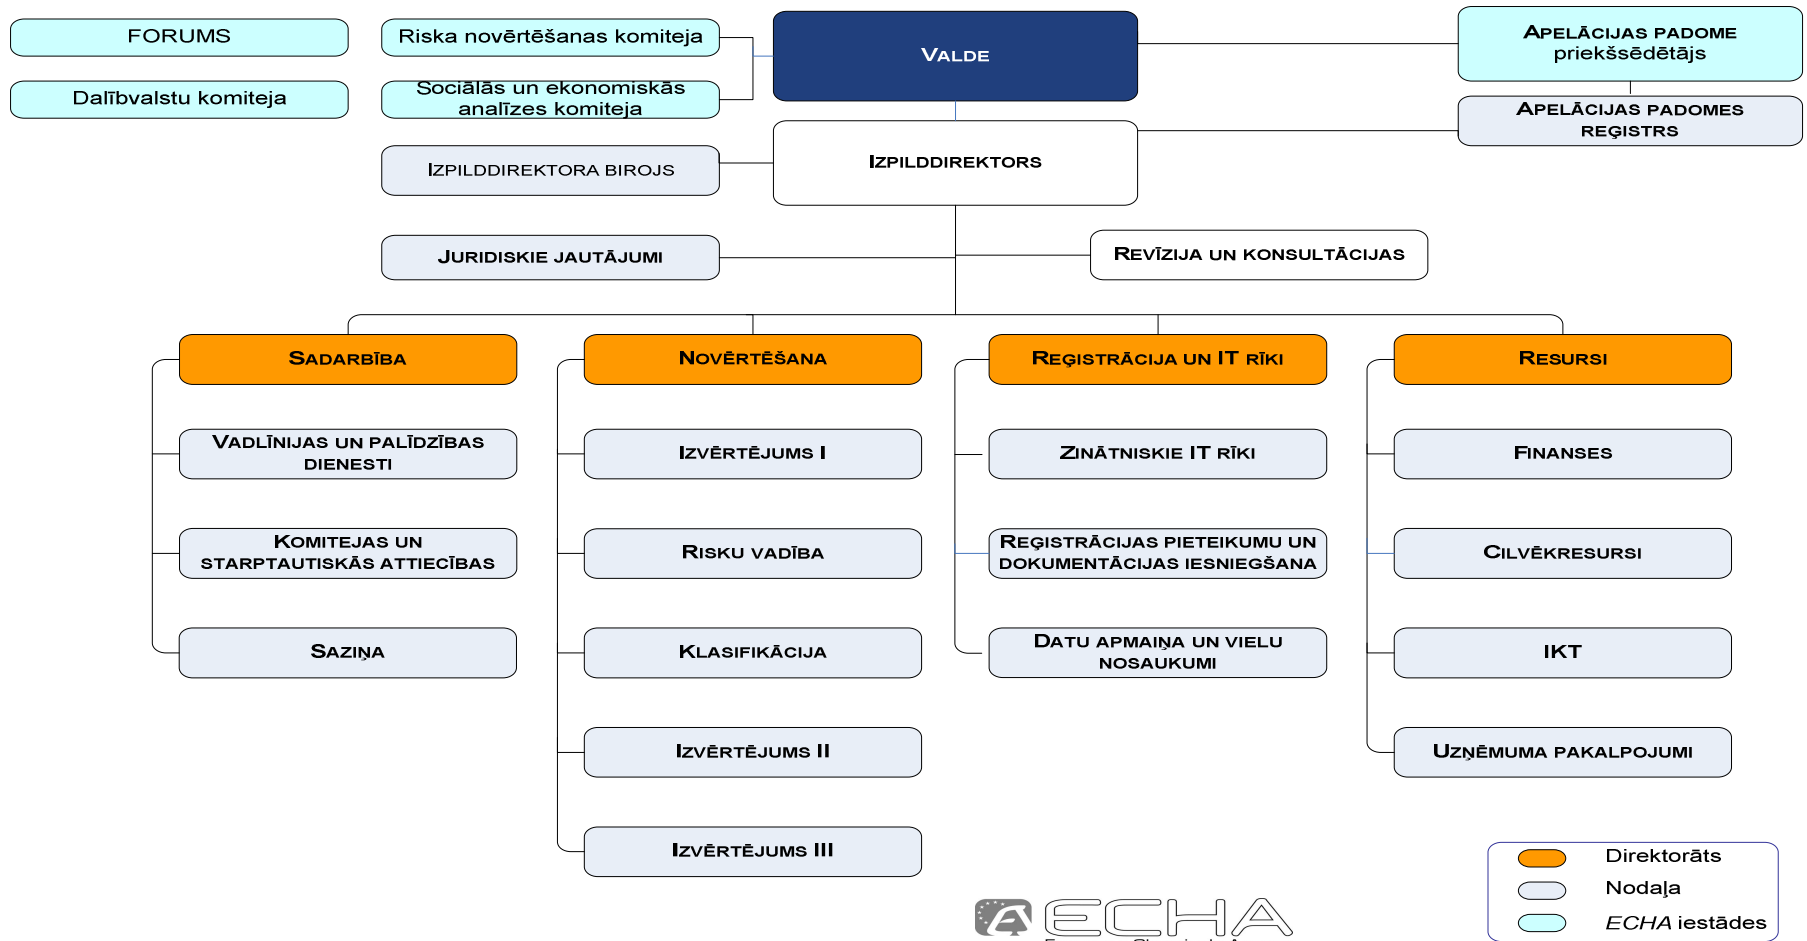 FORUMS
Dalībvalstu komiteja
Riska novērtēšanas komiteja
Sociālās un ekonomiskās
analīzes komiteja
VALDE
APELĀCIJAS PADOME
priekšsēdētājs
APELĀCIJAS PADOMES
REĢISTRS
IZPILDDIREKTORS
IZPILDDIREKTORA BIROJS
JURIDISKIE JAUTĀJUMI
REVĪZIJA UN KONSULTĀCIJAS
SADARBĪBA
VADLĪNIJAS UN PALĪDZĪBAS
DIENESTI
KOMITEJAS UN
STARPTAUTISKĀS ATTIECĪBAS
SAZIŅA
NOVĒRTĒŠANA
IZVĒRTĒJUMS I
RISKU VADĪBA
KLASIFIKĀCIJA
IZVĒRTĒJUMS II
IZVĒRTĒJUMS III
REĢISTRĀCIJA UN IT RĪKI
ZINĀTNISKIE IT RĪKI
REĢISTRĀCIJAS PIETEIKUMU UN
DOKUMENTĀCIJAS IESNIEGŠANA
DATU APMAIŅA UN VIELU
NOSAUKUMI
RESURSI
FINANSES
CILVĒKRESURSI
IKT
UZŅĒMUMA PAKALPOJUMI
Direktorāts
Nodaļa
ECHA iestādes
ECHA